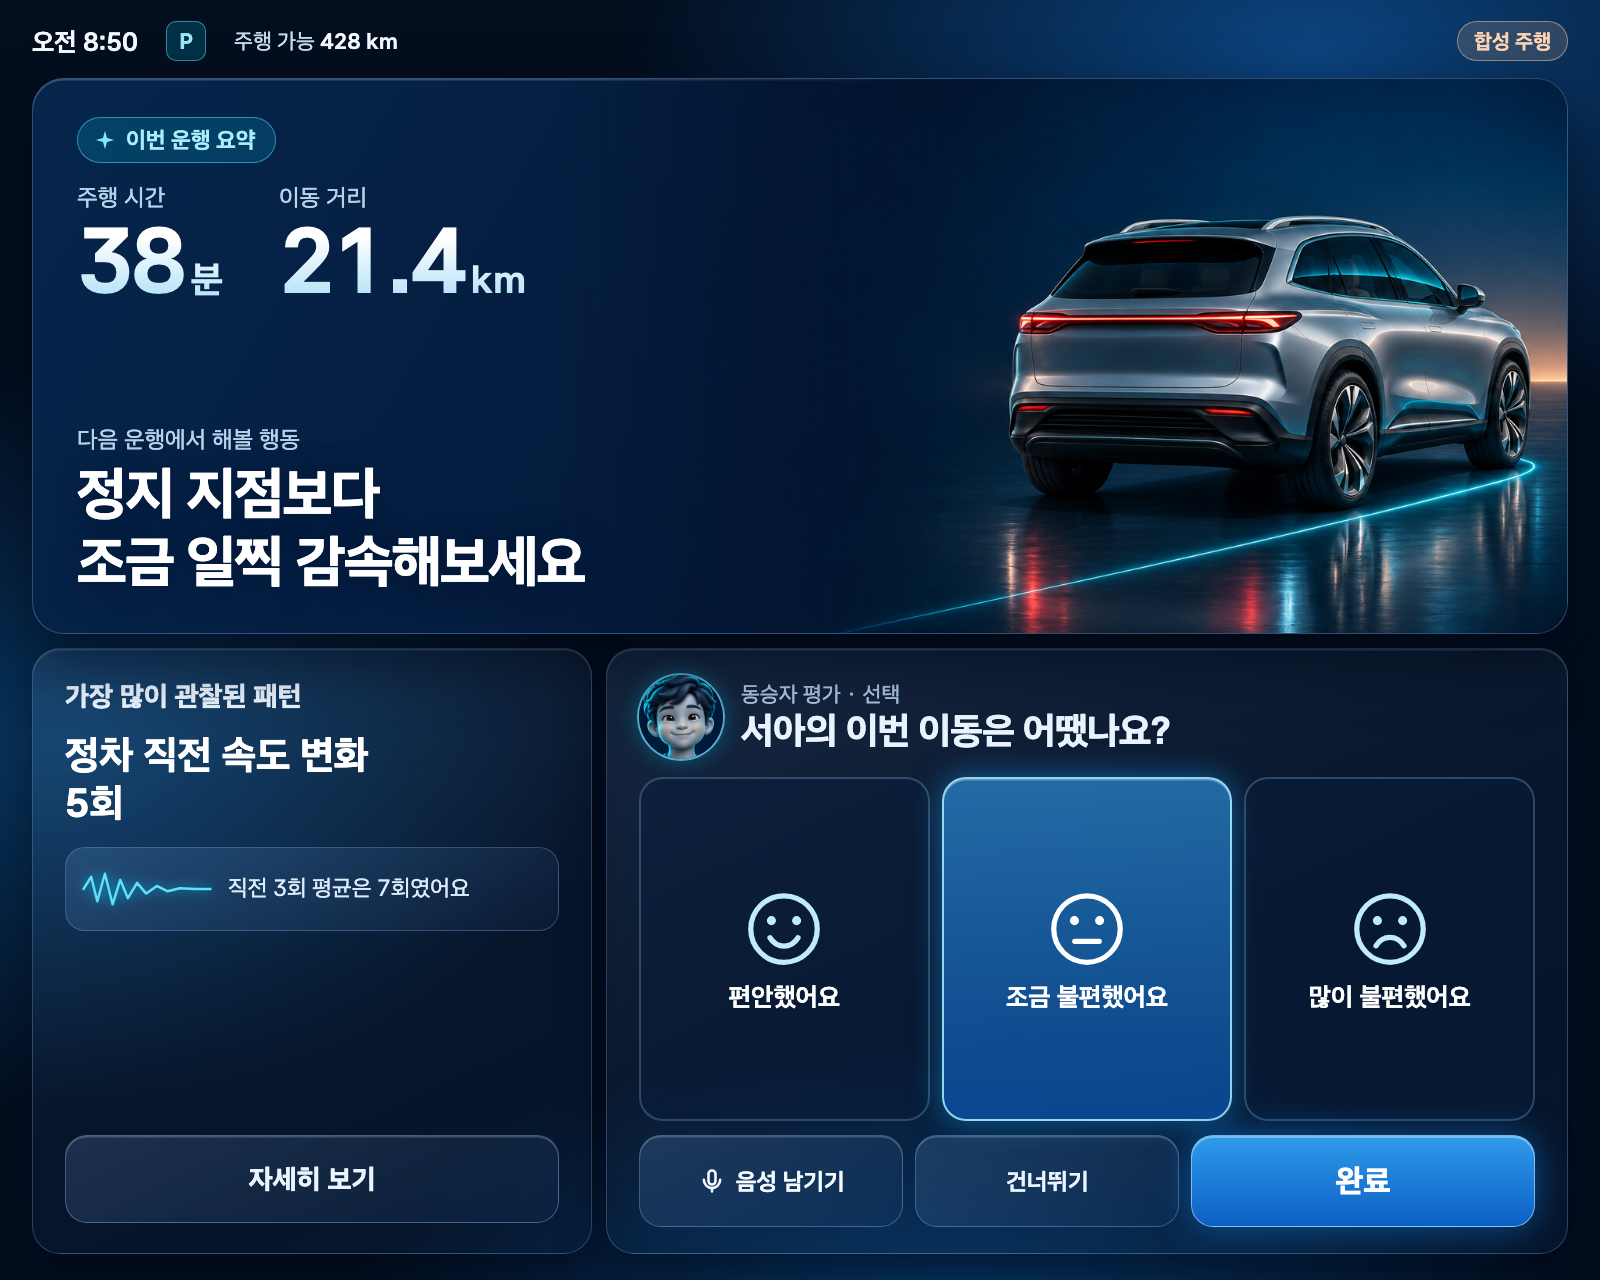 오전 8:50 P 주행 가능 428 km 합성 주행
이번 운행 요약
주행 시간 이동 거리
38분 21.4km
다음 운행에서 해볼 행동
정지 지점보다
조금 일찍 감속해보세요
가장 많이 관찰된 패턴
정차 직전 속도 변화
5회
직전 3회 평균은 7회였어요
자세히 보기
동승자 평가 · 선택
서아의 이번 이동은 어땠나요?
편안했어요
조금 불편했어요
많이 불편했어요
음성 남기기
건너뛰기
완료